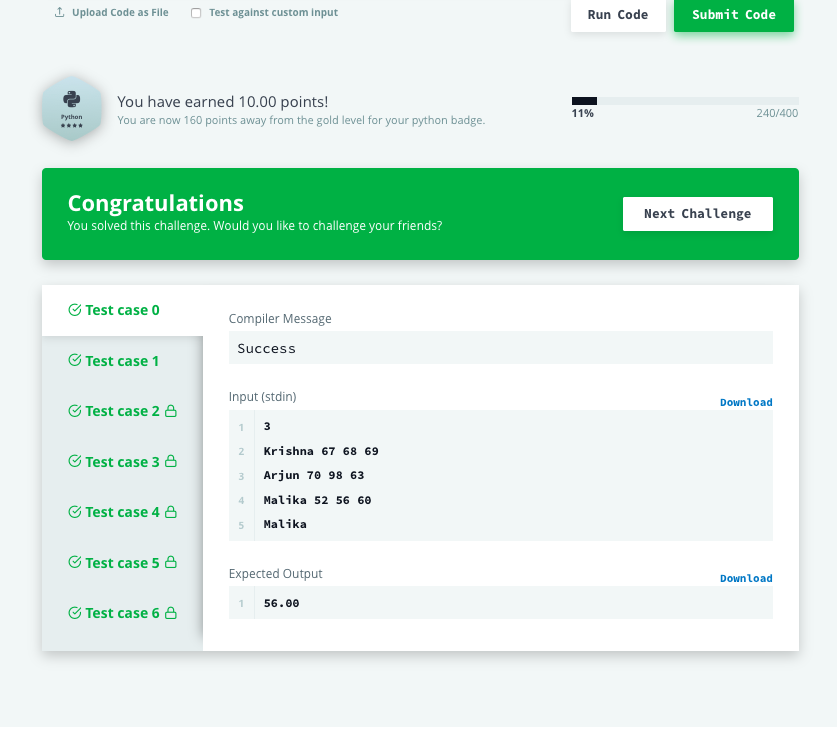 Upload Code as File
Test against custom input
Run Code
Submit Code
Python
You have earned 10.00 points!
You are now 160 points away from the gold level for your python badge.
11%
240/400
Congratulations
You solved this challenge. Would you like to challenge your friends?
Next Challenge
Test case 0
Test case 1
Test case 2
Test case 3
Test case 4
Test case 5
Test case 6
Compiler Message
Success
Input (stdin)
Download
1 3
2 Krishna 67 68 69
3 Arjun 70 98 63
4 Malika 52 56 60
5 Malika
Expected Output
Download
1 56.00